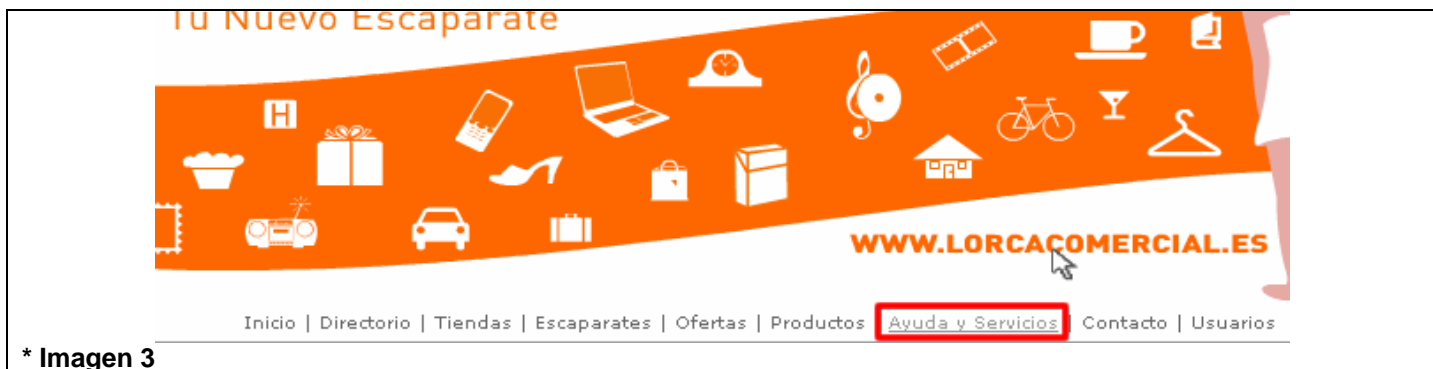 Tu Nuevo Escaparate
H
WWW.LORCACOMERCIAL.ES
Inicio | Directorio | Tiendas | Escaparates | Ofertas | Productos | Ayuda y Servicios | Contacto | Usuarios
* Imagen 3